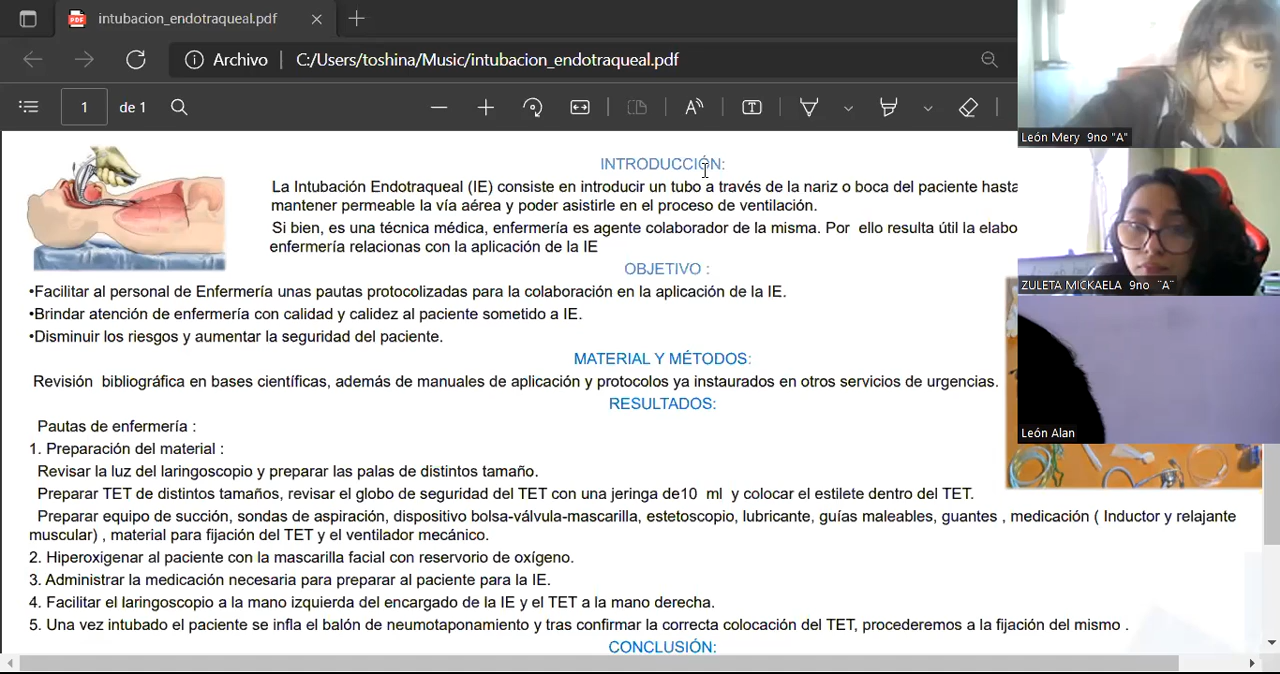 intubacion_endotraqueal.pdf
PDF
Archivo
C:/Users/toshina/Music/intubacion_endotraqueal.pdf
1
de 1
León Mery 9no "A"
INTRODUCCIÓN:
La Intubación Endotraqueal (IE) consiste en introducir un tubo a través de la nariz o boca del paciente hasta
mantener permeable la vía aérea y poder asistirle en el proceso de ventilación.
Si bien, es una técnica médica, enfermería es agente colaborador de la misma. Por ello resulta útil la elabo
enfermería relacionas con la aplicación de la IE
OBJETIVO :
ZULETA MICKAELA 9no ¨A¨
•Facilitar al personal de Enfermería unas pautas protocolizadas para la colaboración en la aplicación de la IE.
•Brindar atención de enfermería con calidad y calidez al paciente sometido a IE.
•Disminuir los riesgos y aumentar la seguridad del paciente.
MATERIAL Y MÉTODOS:
Revisión bibliográfica en bases científicas, además de manuales de aplicación y protocolos ya instaurados en otros servicios de urgencias.
RESULTADOS:
Pautas de enfermería :
León Alan
1. Preparación del material :
Revisar la luz del laringoscopio y preparar las palas de distintos tamaño.
Preparar TET de distintos tamaños, revisar el globo de seguridad del TET con una jeringa de10 ml y colocar el estilete dentro del TET.
Preparar equipo de succión, sondas de aspiración, dispositivo bolsa-válvula-mascarilla, estetoscopio, lubricante, guías maleables, guantes , medicación ( Inductor y relajante
muscular) , material para fijación del TET y el ventilador mecánico.
2. Hiperoxigenar al paciente con la mascarilla facial con reservorio de oxígeno.
3. Administrar la medicación necesaria para preparar al paciente para la IE.
4. Facilitar el laringoscopio a la mano izquierda del encargado de la IE y el TET a la mano derecha.
5. Una vez intubado el paciente se infla el balón de neumotaponamiento y tras confirmar la correcta colocación del TET, procederemos a la fijación del mismo .
CONCLUSIÓN: